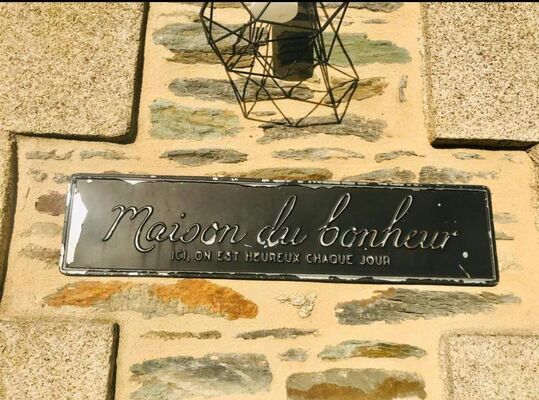 Maison du bonheur
ICI, ON EST HEUREUX CHAQUE JOUR